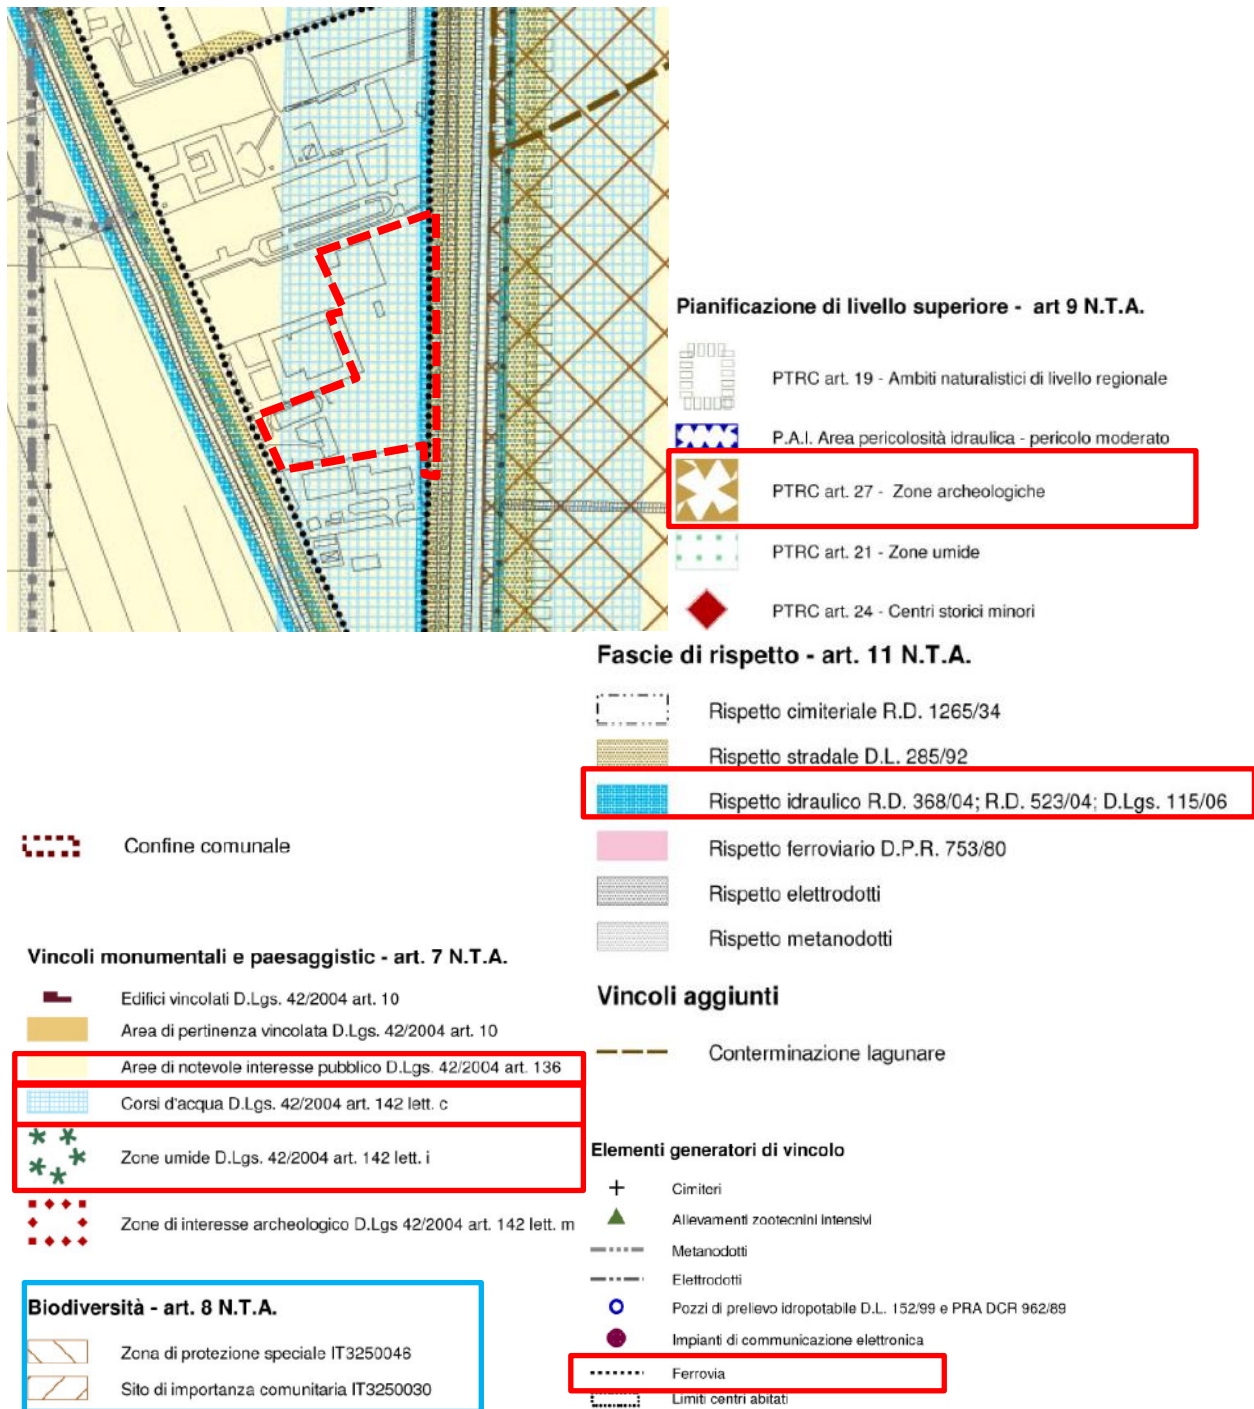 Pianificazione di livello superiore - art 9 N.T.A.
PTRC art. 19 - Ambiti naturalistici di livello regionale
P.A.I. Area pericolosità idraulica - pericolo moderato
PTRC art. 27 - Zone archeologiche
PTRC art. 21 - Zone umide
PTRC art. 24 - Centri storici minori
Fascie di rispetto - art. 11 N.T.A.
Rispetto cimiteriale R.D. 1265/34
Rispetto stradale D.L. 285/92
Rispetto idraulico R.D. 368/04; R.D. 523/04; D.Lgs. 115/06
Rispetto ferroviario D.P.R. 753/80
Rispetto elettrodotti
Rispetto metanodotti
Confine comunale
Vincoli monumentali e paesaggistic - art. 7 N.T.A.
Edifici vincolati D.Lgs. 42/2004 art. 10
Area di pertinenza vincolata D.Lgs. 42/2004 art. 10
Aree di notevole interesse pubblico D.Lgs. 42/2004 art. 136
Corsi d'acqua D.Lgs. 42/2004 art. 142 lett. c
Zone umide D.Lgs. 42/2004 art. 142 lett. i
Zone di interesse archeologico D.Lgs 42/2004 art. 142 lett. m
Biodiversità - art. 8 N.T.A.
Zona di protezione speciale IT3250046
Sito di importanza comunitaria IT3250030
Vincoli aggiunti
Conterminazione lagunare
Elementi generatori di vincolo
Cimiteri
Allevamenti zootecnini intensivi
Metanodotti
Elettrodotti
Pozzi di prelievo idropotabile D.L. 152/99 e PRA DCR 962/89
Impianti di communicazione elettronica
Ferrovia
Limiti centri abitati